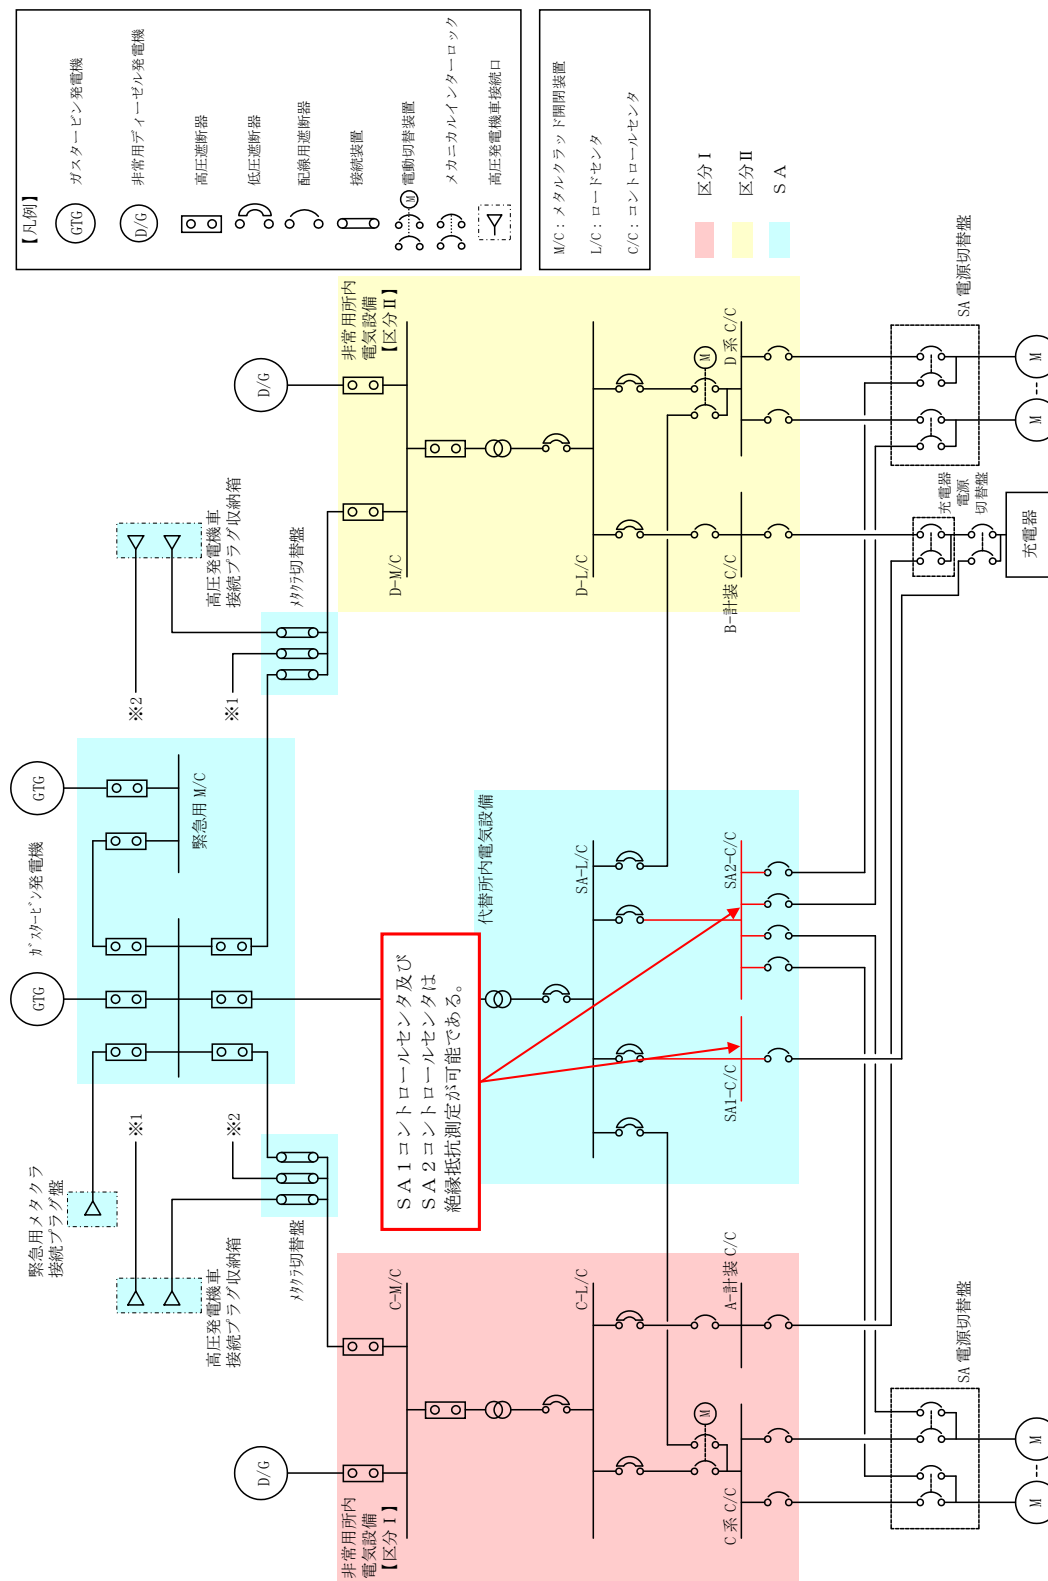 【凡例】
GTG
ガスタービン発電機
D/G
非常用ディーゼル発電機
高圧遮断器
低圧遮断器
配線用遮断器
接続装置
M
電動切替装置
メカニカルインターロック
高圧発電機車接続口
M/C：メタルクラッド開閉装置
L/C：ロードセンタ
C/C：コントロールセンタ
区分Ⅰ
区分Ⅱ
ＳＡ
緊急用メタクラ
接続プラグ盤
ｶﾞｽﾀｰﾋﾞﾝ発電機
GTG
GTG
緊急用 M/C
高圧発電機車
接続プラグ収納箱
※1
※2
ﾒﾀｸﾗ切替盤
高圧発電機車
接続プラグ収納箱
※2
※1
ﾒﾀｸﾗ切替盤
D/G
非常用所内
電気設備
【区分Ⅰ】
C-M/C
C-L/C
M
C 系 C/C
A-計装 C/C
ＳＡ１コントロールセンタ及び
ＳＡ２コントロールセンタは
絶縁抵抗測定が可能である。
代替所内電気設備
SA-L/C
SA1-C/C
SA2-C/C
D/G
非常用所内
電気設備
【区分Ⅱ】
D-M/C
D-L/C
M
B-計装 C/C
D 系 C/C
SA 電源切替盤
M
M
充電器
電源
切替盤
充電器
SA 電源切替盤
M
M